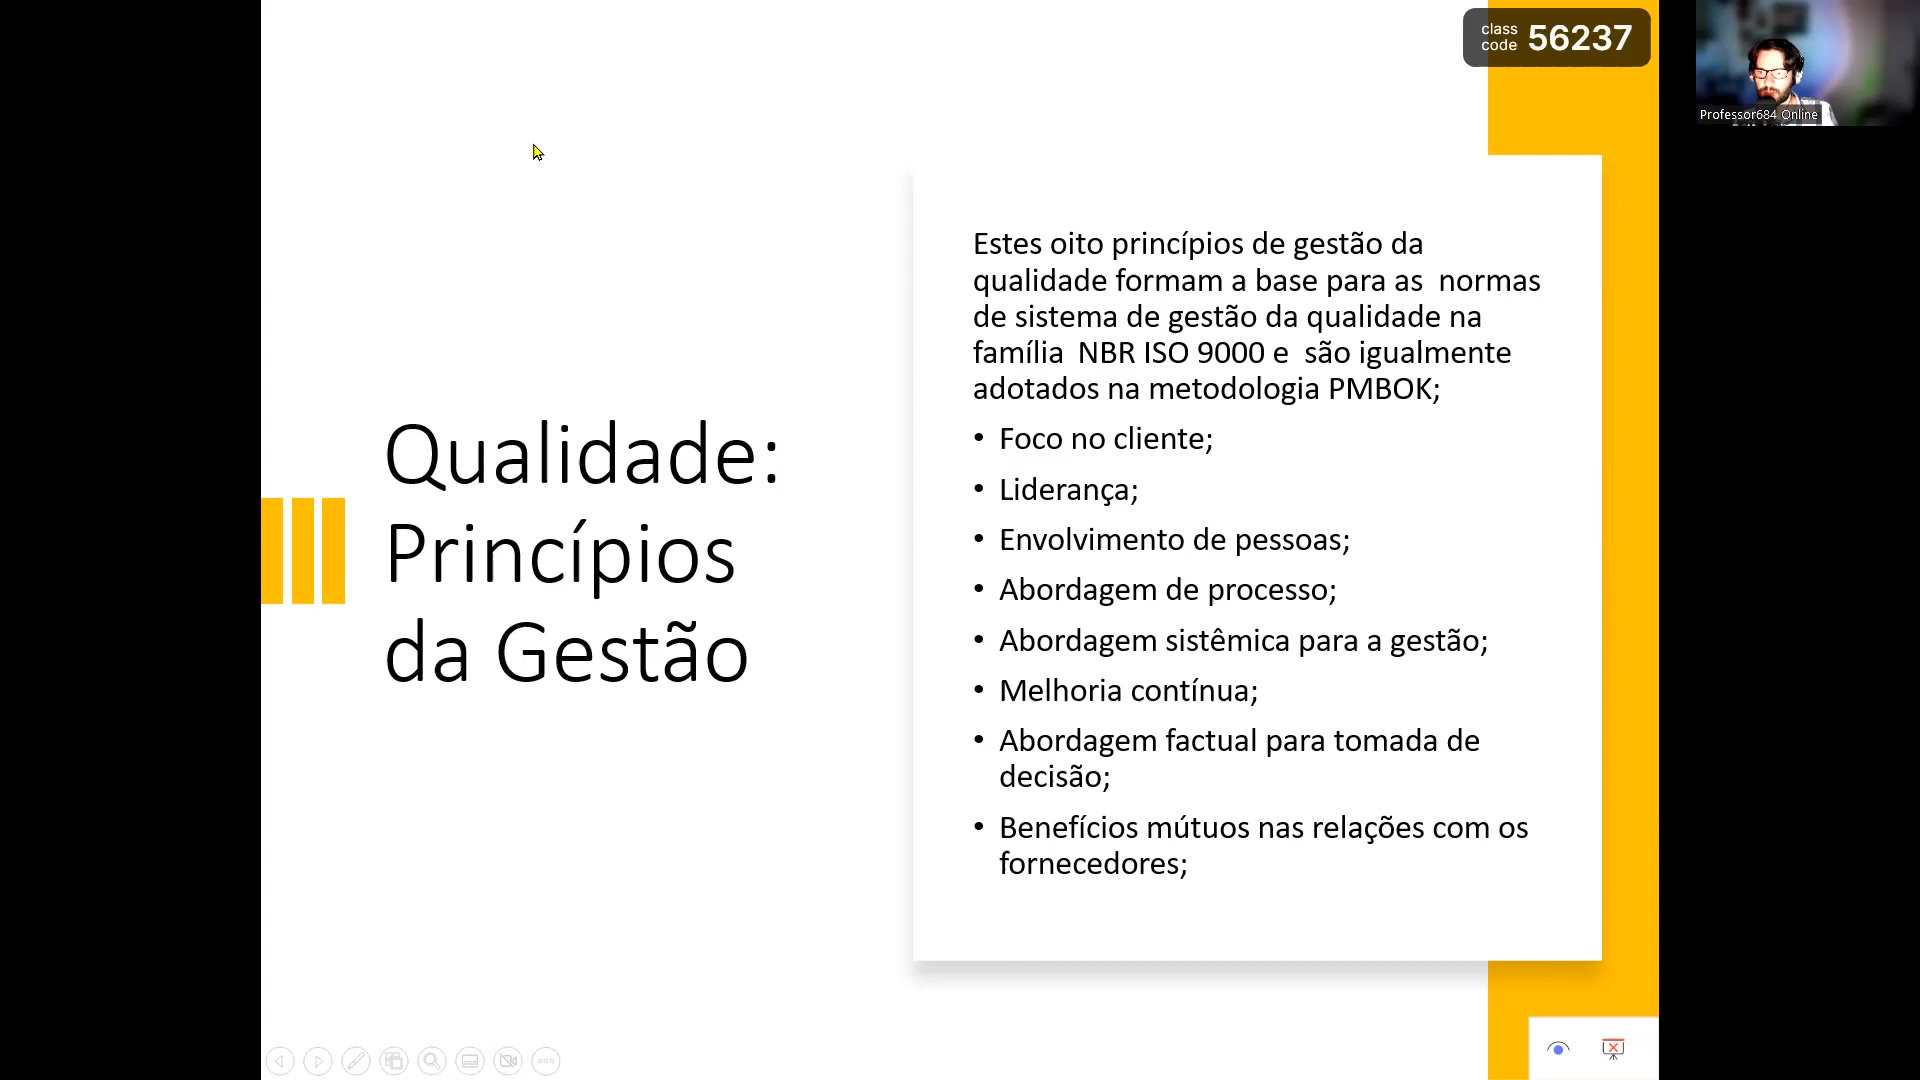 class
code 56237
Professor684 Online
Qualidade:
Princípios
da Gestão
Estes oito princípios de gestão da
qualidade formam a base para as  normas
de sistema de gestão da qualidade na
família  NBR ISO 9000 e  são igualmente
adotados na metodologia PMBOK;
• Foco no cliente;
• Liderança;
• Envolvimento de pessoas;
• Abordagem de processo;
• Abordagem sistêmica para a gestão;
• Melhoria contínua;
• Abordagem factual para tomada de
decisão;
• Benefícios mútuos nas relações com os
fornecedores;